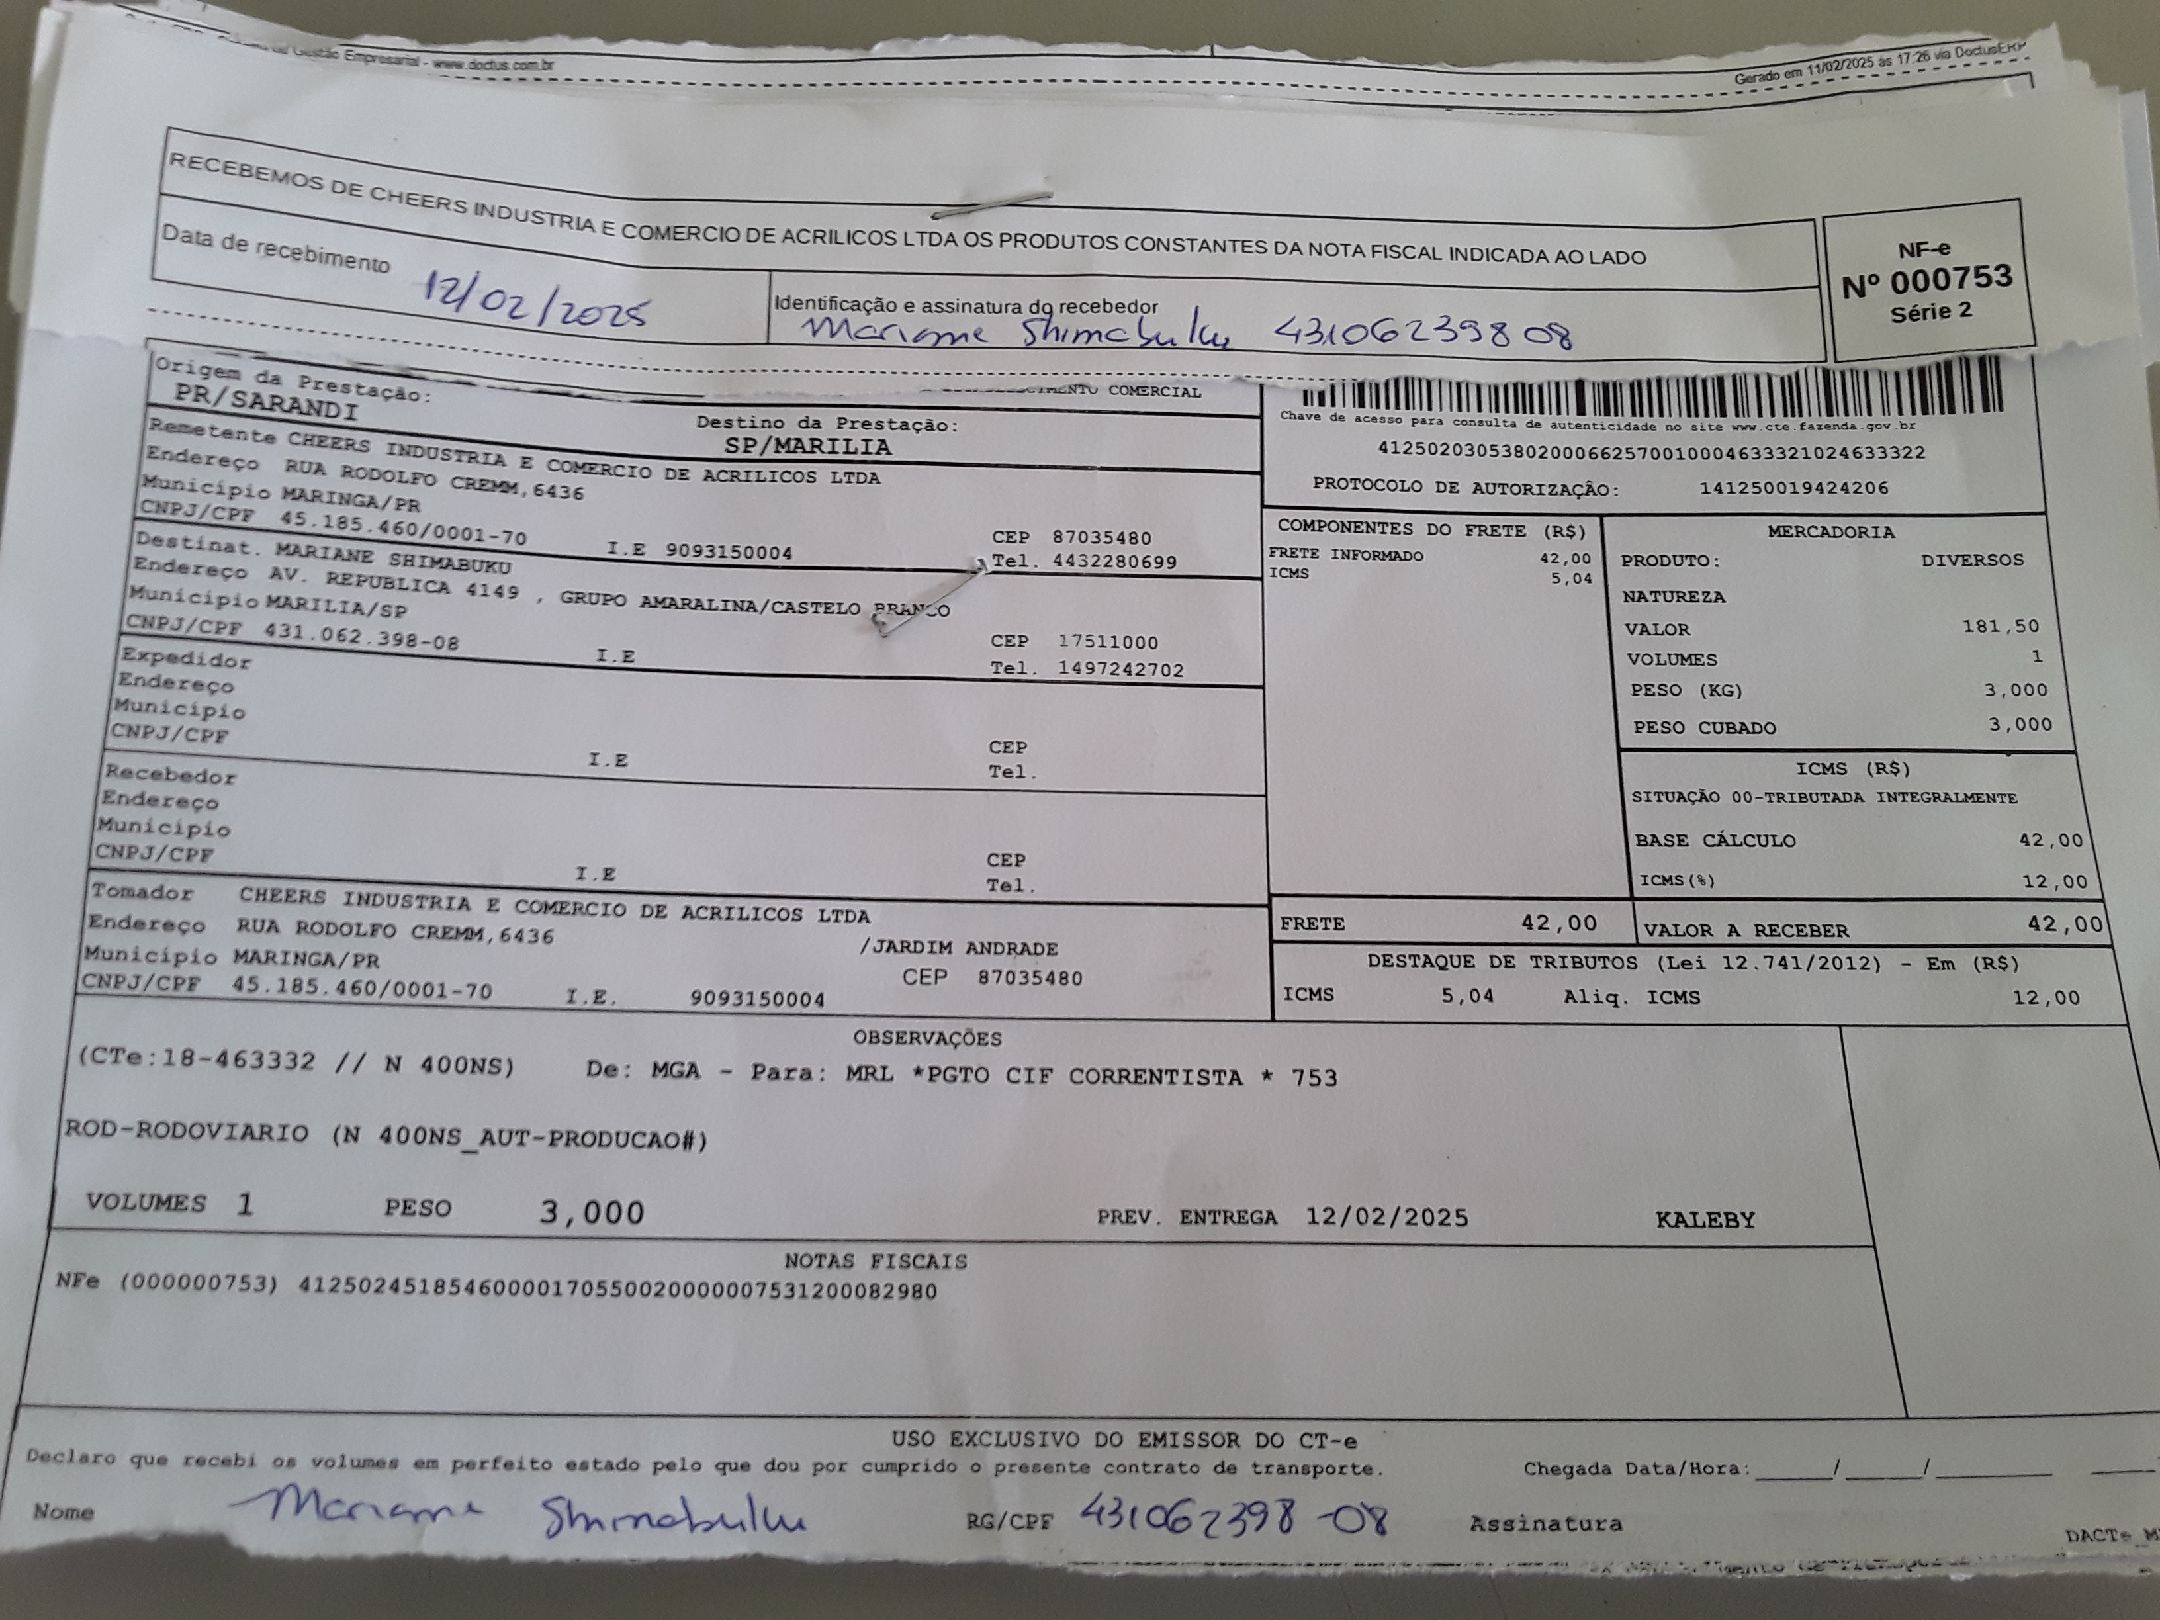 de Gestão Empresarial - www.doctus.com.br
Gerado em 11/02/2025 às 17:26 via DoctusERP
RECEBEMOS DE CHEERS INDUSTRIA E COMERCIO DE ACRILICOS LTDA OS PRODUTOS CONSTANTES DA NOTA FISCAL INDICADA AO LADO
NF-e
Nº 000753
Série 2
Data de recebimento 12/02/2025
Identificação e assinatura do recebedor
Mariane Shimabuku 43106239808
COMERCIAL
Origem da Prestação:
PR/SARANDI
Destino da Prestação:
SP/MARILIA
Chave de acesso para consulta de autenticidade no site www.cte.fazenda.gov.br
41250203053802000662570010004633321024633322
PROTOCOLO DE AUTORIZAÇÃO: 141250019424206
Remetente CHEERS INDUSTRIA E COMERCIO DE ACRILICOS LTDA
Endereço RUA RODOLFO CREMM,6436
Município MARINGA/PR CEP 87035480
CNPJ/CPF 45.185.460/0001-70 I.E 9093150004 Tel. 4432280699
Destinat. MARIANE SHIMABUKU
Endereço AV. REPUBLICA 4149 , GRUPO AMARALINA/CASTELO BRANCO
Município MARILIA/SP CEP 17511000
CNPJ/CPF 431.062.398-08 I.E Tel. 1497242702
Expedidor
Endereço
Município CEP
CNPJ/CPF I.E Tel.
Recebedor
Endereço
Município CEP
CNPJ/CPF I.E Tel.
Tomador CHEERS INDUSTRIA E COMERCIO DE ACRILICOS LTDA
Endereço RUA RODOLFO CREMM,6436 /JARDIM ANDRADE
Município MARINGA/PR CEP 87035480
CNPJ/CPF 45.185.460/0001-70 I.E. 9093150004
COMPONENTES DO FRETE (R$)
FRETE INFORMADO 42,00
ICMS 5,04
MERCADORIA
PRODUTO: DIVERSOS
NATUREZA
VALOR 181,50
VOLUMES 1
PESO (KG) 3,000
PESO CUBADO 3,000
ICMS (R$)
SITUAÇÃO 00-TRIBUTADA INTEGRALMENTE
BASE CÁLCULO 42,00
ICMS(%) 12,00
FRETE 42,00 VALOR A RECEBER 42,00
DESTAQUE DE TRIBUTOS (Lei 12.741/2012) - Em (R$)
ICMS 5,04 Aliq. ICMS 12,00
OBSERVAÇÕES
(CTe:18-463332 // N 400NS) De: MGA - Para: MRL *PGTO CIF CORRENTISTA * 753
ROD-RODOVIARIO (N 400NS_AUT-PRODUCAO#)
VOLUMES 1 PESO 3,000 PREV. ENTREGA 12/02/2025 KALEBY
NOTAS FISCAIS
NFe (000000753) 41250245185460000170550020000007531200082980
USO EXCLUSIVO DO EMISSOR DO CT-e
Declaro que recebi os volumes em perfeito estado pelo que dou por cumprido o presente contrato de transporte. Chegada Data/Hora:____/____/______
Nome Mariane Shimabuku RG/CPF 431062398-08 Assinatura
DACTe